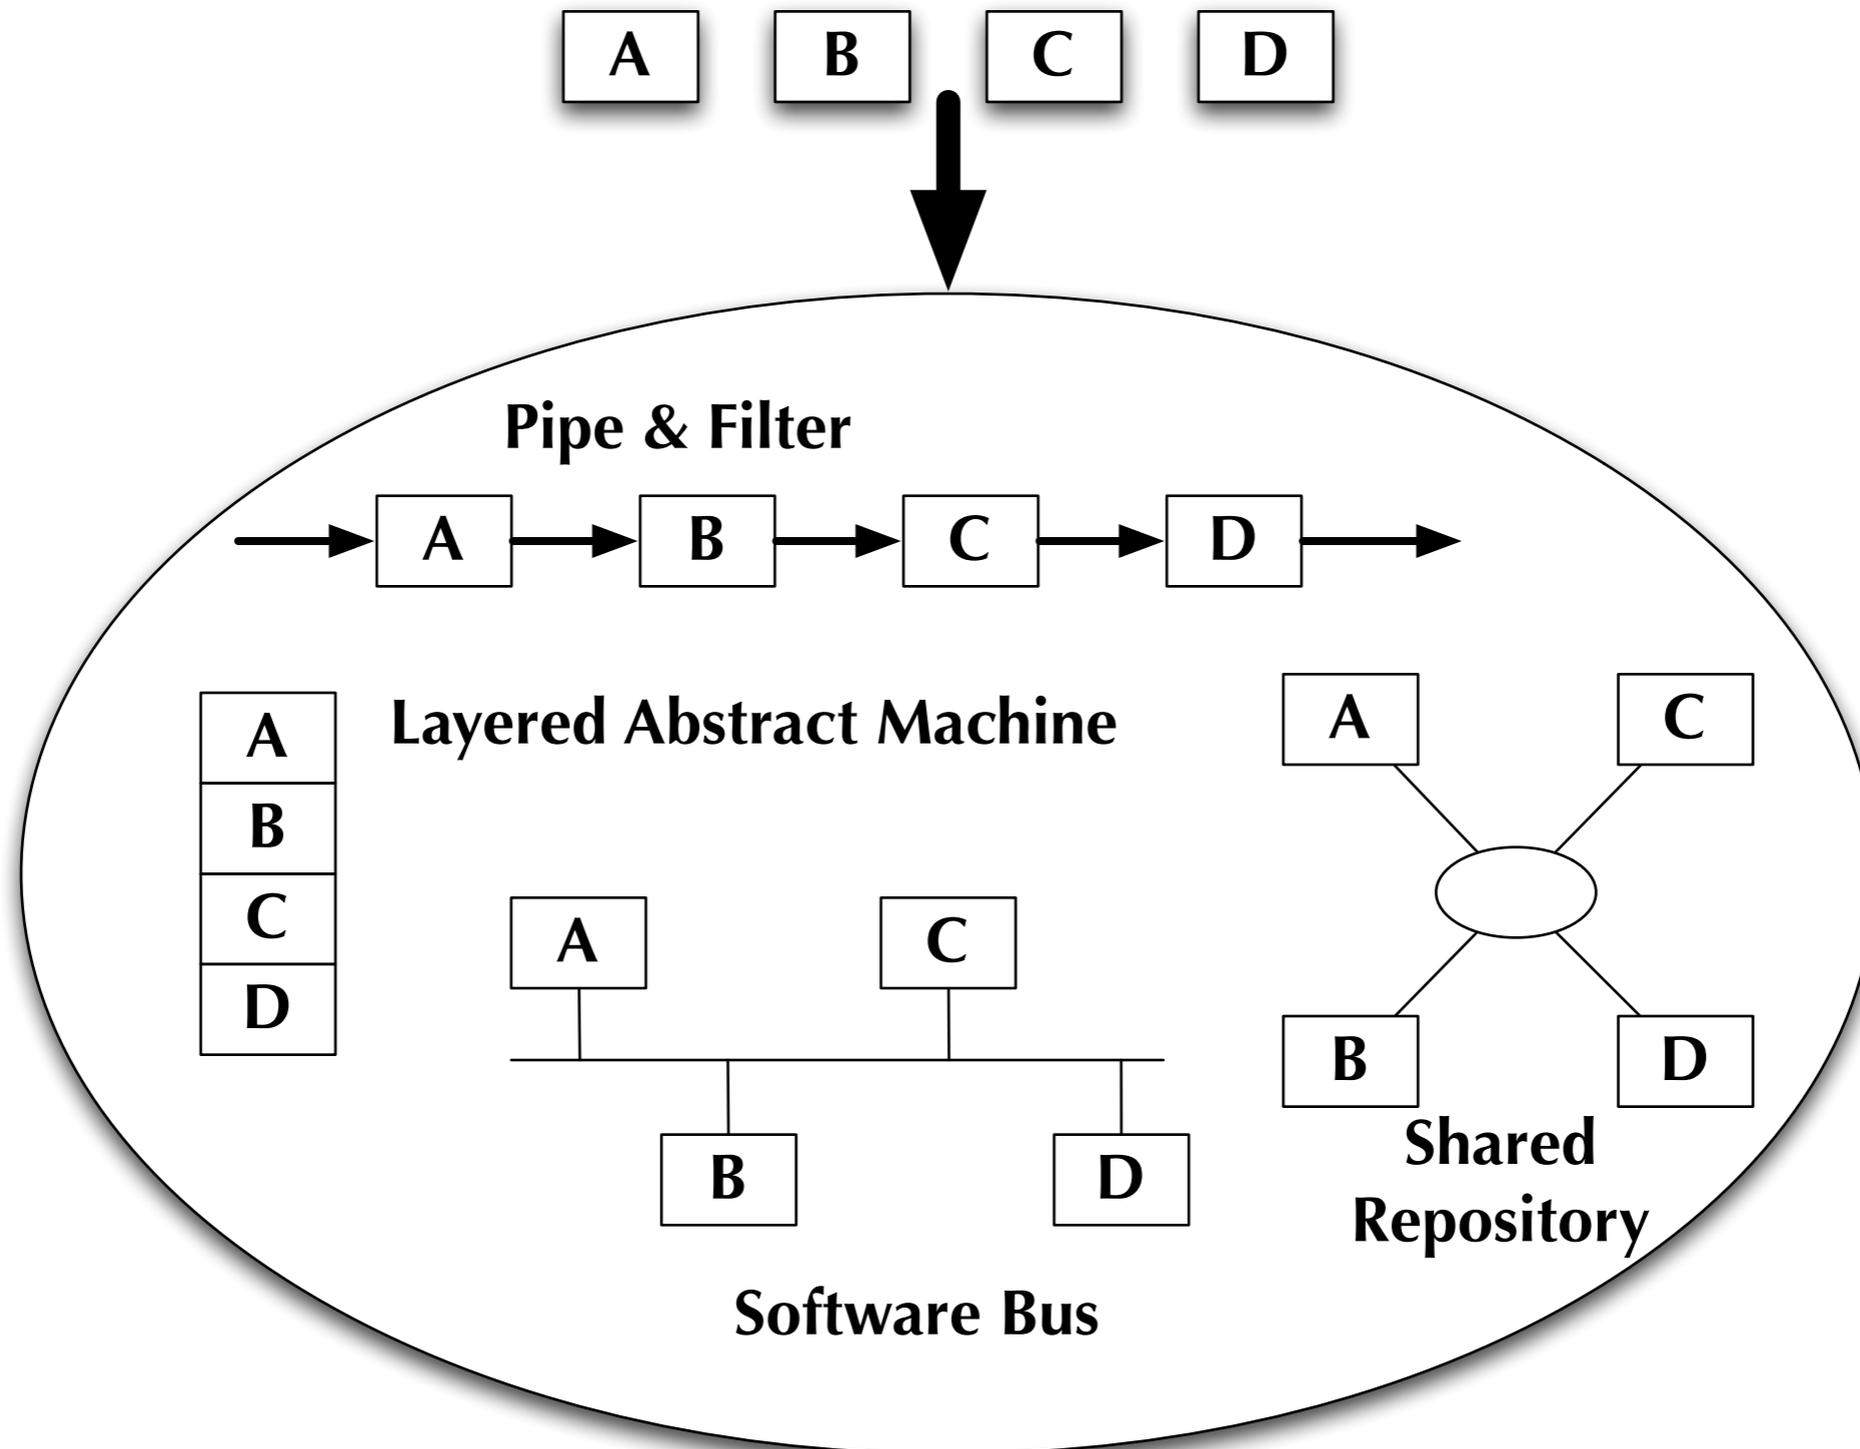 A B C D
Pipe & Filter
A B C D
Layered Abstract Machine
A
B
C
D
A C
B D
Software Bus
A C
B D
Shared
Repository